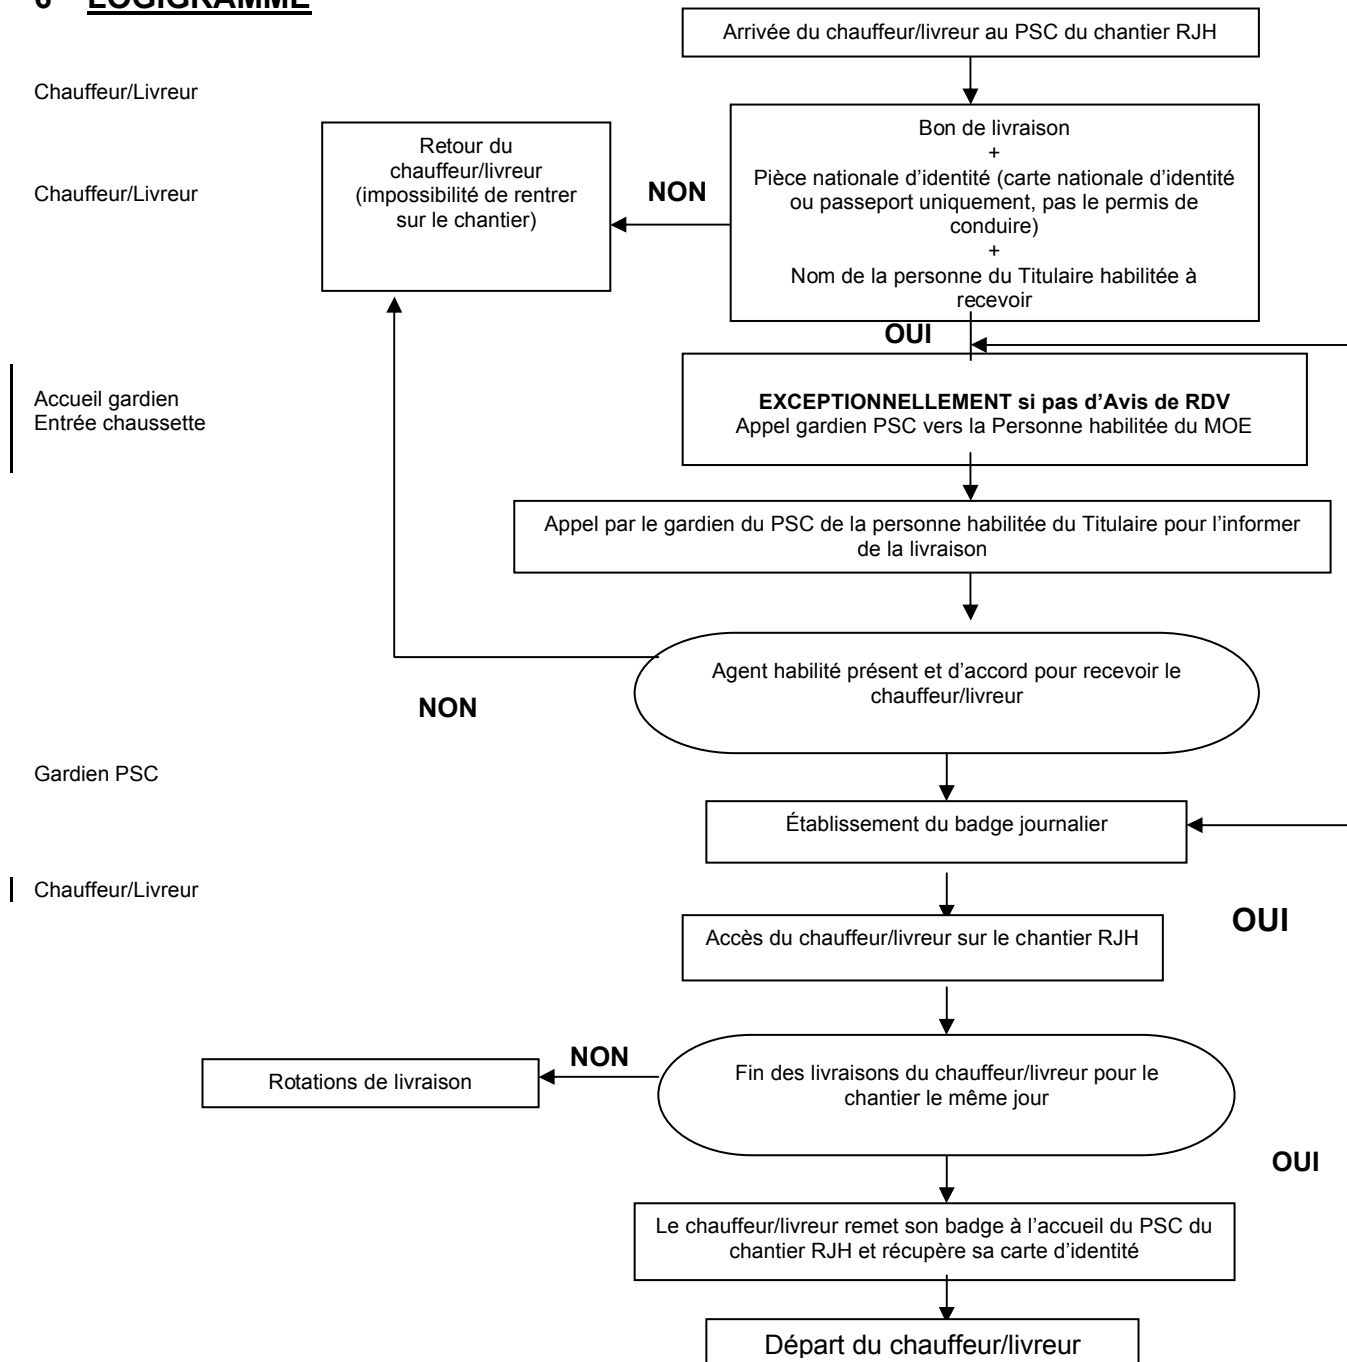 6 LOGIGRAMME
Arrivée du chauffeur/livreur au PSC du chantier RJH
Chauffeur/Livreur
Bon de livraison
+
Pièce nationale d'identité (carte nationale d'identité
ou passeport uniquement, pas le permis de
conduire)
+
Nom de la personne du Titulaire habilitée à
recevoir
Chauffeur/Livreur
Retour du
chauffeur/livreur
(impossibilité de rentrer
sur le chantier)
NON
OUI
Accueil gardien
Entrée chaussette
EXCEPTIONNELLEMENT si pas d'Avis de RDV
Appel gardien PSC vers la Personne habilitée du MOE
Appel par le gardien du PSC de la personne habilitée du Titulaire pour l'informer
de la livraison
Agent habilité présent et d'accord pour recevoir le
chauffeur/livreur
NON
Gardien PSC
Établissement du badge journalier
Chauffeur/Livreur
OUI
Accès du chauffeur/livreur sur le chantier RJH
NON
Rotations de livraison
Fin des livraisons du chauffeur/livreur pour le
chantier le même jour
OUI
Le chauffeur/livreur remet son badge à l'accueil du PSC du
chantier RJH et récupère sa carte d'identité
Départ du chauffeur/livreur